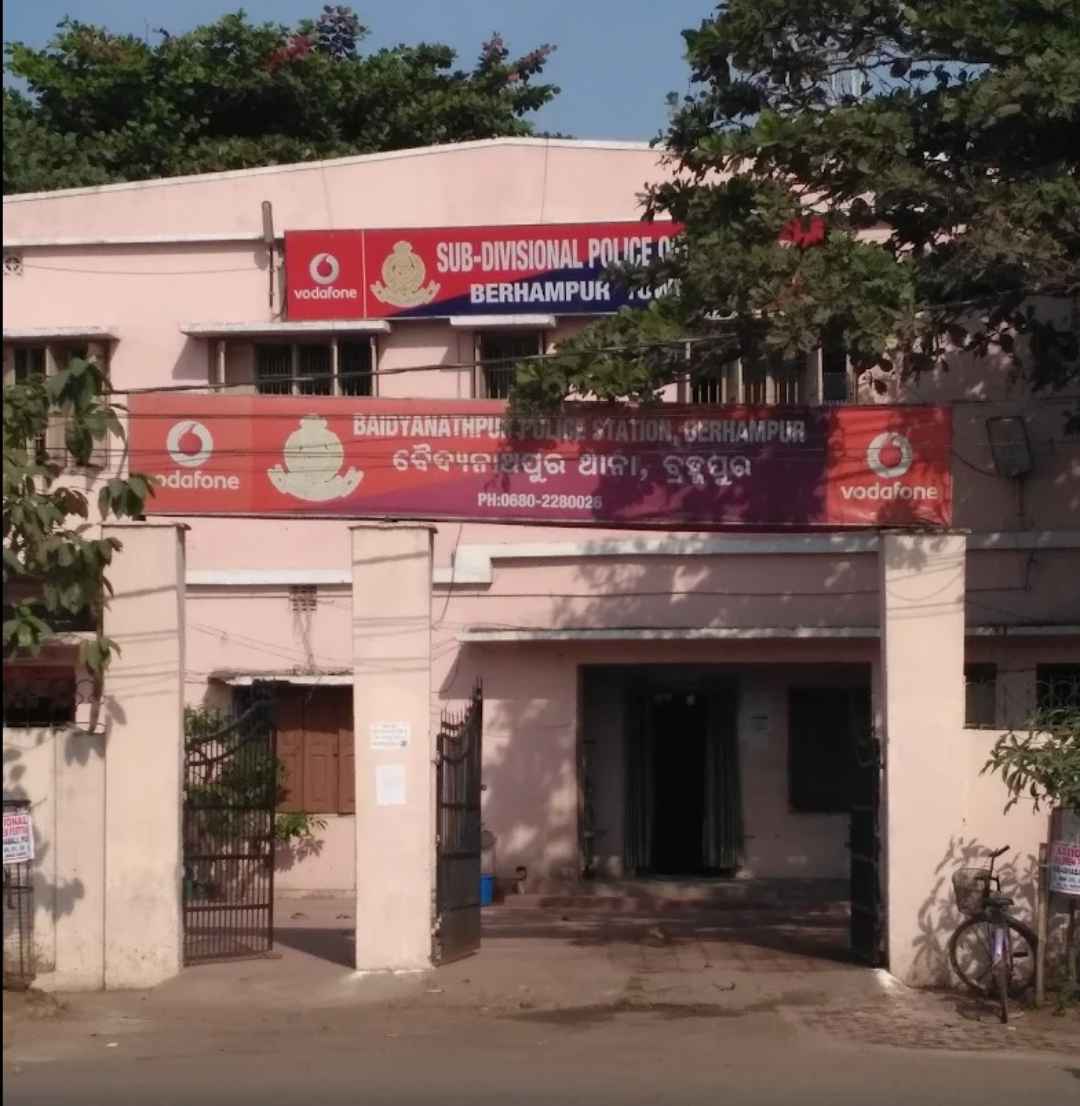 vodafone
SUB-DIVISIONAL POLICE
BERHAMPUR
vodafone
BAIDYANATHPUR POLICE STATION, BERHAMPUR
ବୈଦ୍ୟନାଥପୁର ଥାନା, ବ୍ରହ୍ମପୁର
PH:0680-2280026
vodafone